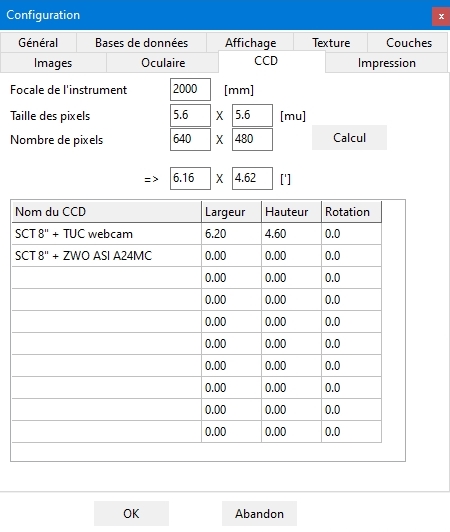 Configuration
x
Général Bases de données Affichage Texture Couches
Images Oculaire CCD Impression
Focale de l'instrument 2000 [mm]
Taille des pixels 5.6 X 5.6 [mu]
Nombre de pixels 640 X 480 Calcul
=> 6.16 X 4.62 [']
Nom du CCD Largeur Hauteur Rotation
SCT 8" + TUC webcam 6.20 4.60 0.0
SCT 8" + ZWO ASI A24MC 0.00 0.00 0.0
0.00 0.00 0.0
0.00 0.00 0.0
0.00 0.00 0.0
0.00 0.00 0.0
0.00 0.00 0.0
0.00 0.00 0.0
0.00 0.00 0.0
0.00 0.00 0.0
OK Abandon